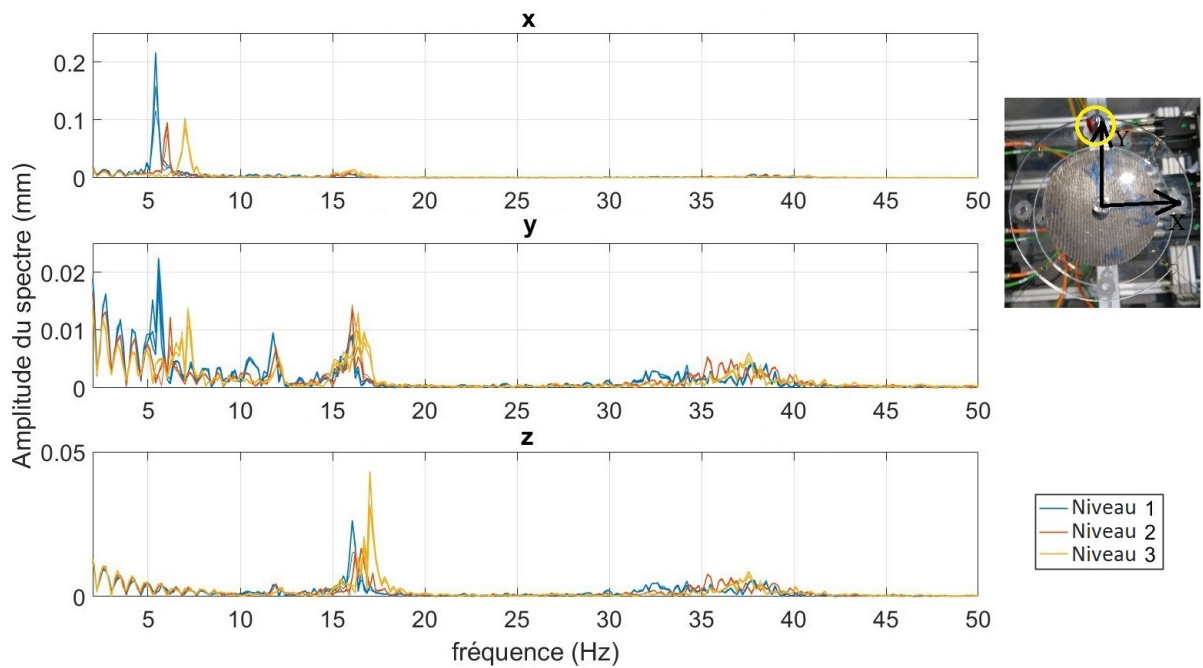 x
0.2
0.1
0
5 10 15 20 25 30 35 40 45 50
y
0.02
0.01
0
5 10 15 20 25 30 35 40 45 50
z
0.05
0
5 10 15 20 25 30 35 40 45 50
Amplitude du spectre (mm)
fréquence (Hz)
Y
X
Niveau 1
Niveau 2
Niveau 3